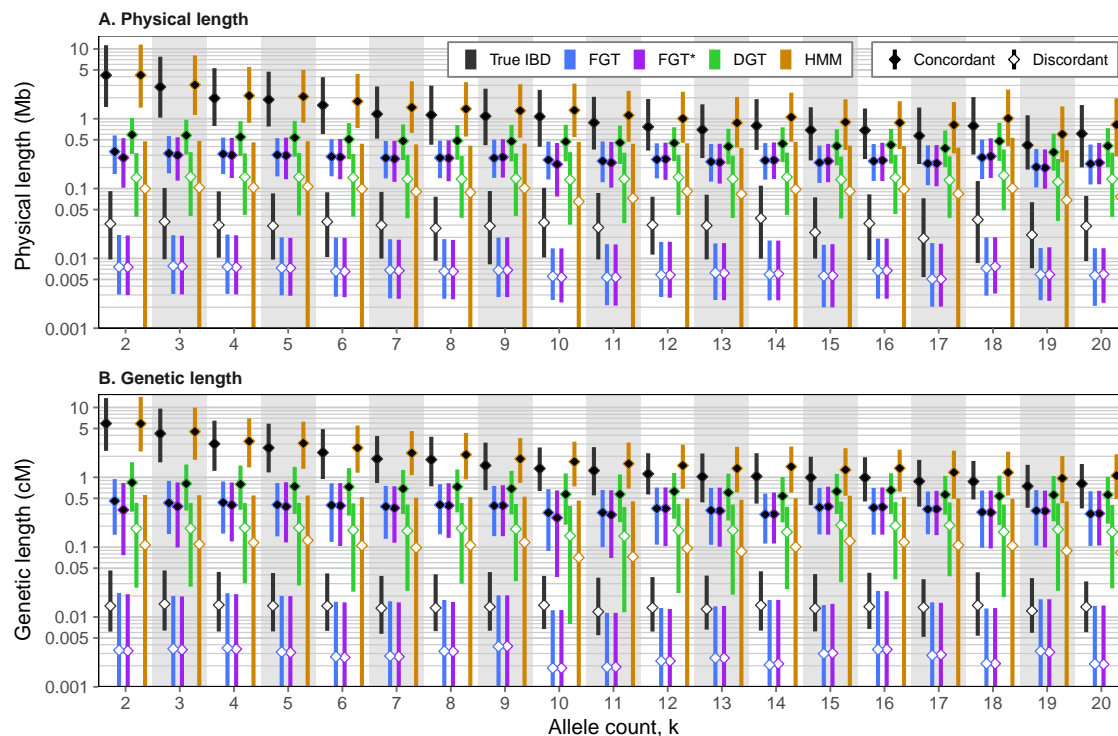 A. Physical length
True IBD FGT FGT* DGT HMM Concordant Discordant
Physical length (Mb)
10
5
1
0.5
0.1
0.05
0.01
0.005
0.001
2 3 4 5 6 7 8 9 10 11 12 13 14 15 16 17 18 19 20
B. Genetic length
Genetic length (cM)
10
5
1
0.5
0.1
0.05
0.01
0.005
0.001
2 3 4 5 6 7 8 9 10 11 12 13 14 15 16 17 18 19 20
Allele count, k